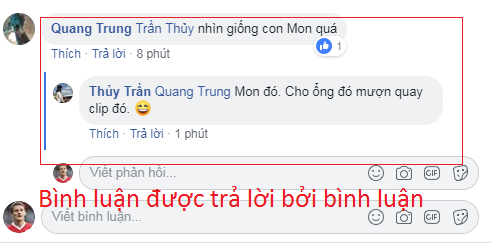 Quang Trung Trần Thủy nhìn giống con Mon quá
1
Thích · Trả lời · 8 phút
Thủy Trần Quang Trung Mon đó. Cho ổng đó mượn quay
clip đó. 😄
Thích · Trả lời · 1 phút
Viết phản hồi...
GIF
Bình luận được trả lời bởi bình luận
Viết bình luận...
GIF